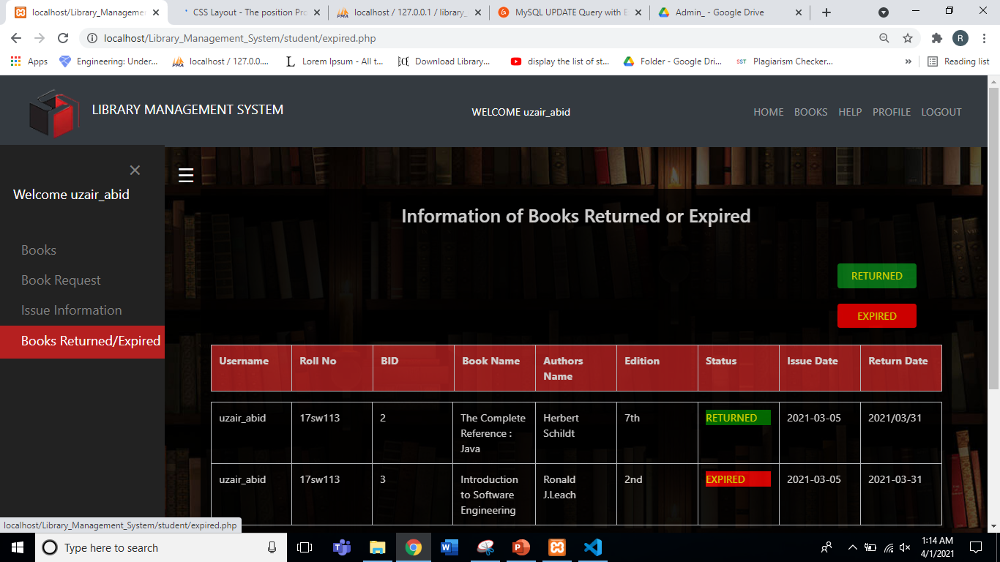 localhost/Library_Manageme
CSS Layout - The position Pro
localhost / 127.0.0.1 / library_
MySQL UPDATE Query with E
Admin_ - Google Drive
localhost/Library_Management_System/student/expired.php
R
Apps
Engineering: Under...
localhost / 127.0.0....
Lorem Ipsum - All t...
Download Library...
display the list of st...
Folder - Google Dri...
SST
Plagiarism Checker...
Reading list
LIBRARY MANAGEMENT SYSTEM
WELCOME uzair_abid
HOME BOOKS HELP PROFILE LOGOUT
Welcome uzair_abid
Books
Book Request
Issue Information
Books Returned/Expired
Information of Books Returned or Expired
RETURNED
EXPIRED
Username Roll No BID Book Name Authors Name Edition Status Issue Date Return Date
uzair_abid 17sw113 2 The Complete Reference : Java Herbert Schildt 7th RETURNED 2021-03-05 2021/03/31
uzair_abid 17sw113 3 Introduction to Software Engineering Ronald J.Leach 2nd EXPIRED 2021-03-05 2021-03-31
localhost/Library_Management_System/student/expired.php
Type here to search
1:14 AM
4/1/2021